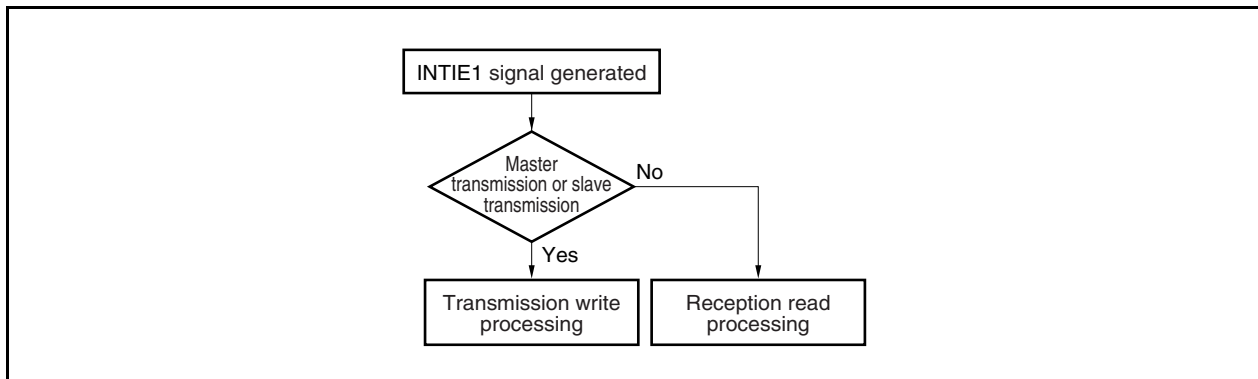 INTIE1 signal generated
Master
transmission or slave
transmission
No
Yes
Transmission write
processing
Reception read
processing